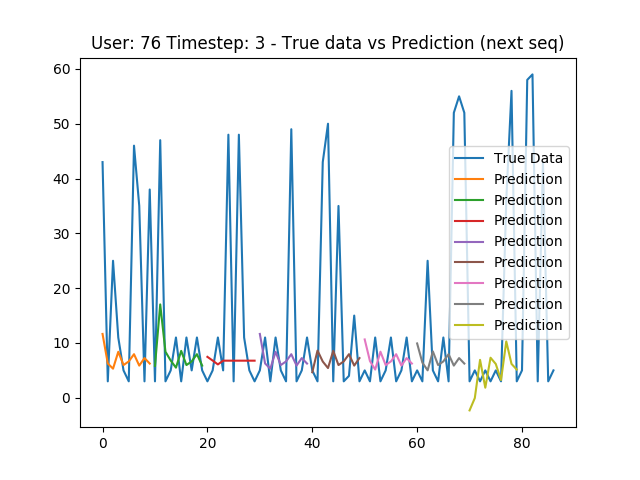 User: 76 Timestep: 3 - True data vs Prediction (next seq)
60
50
40
30
20
10
0
True Data
Prediction
Prediction
Prediction
Prediction
Prediction
Prediction
Prediction
Prediction
0 20 40 60 80